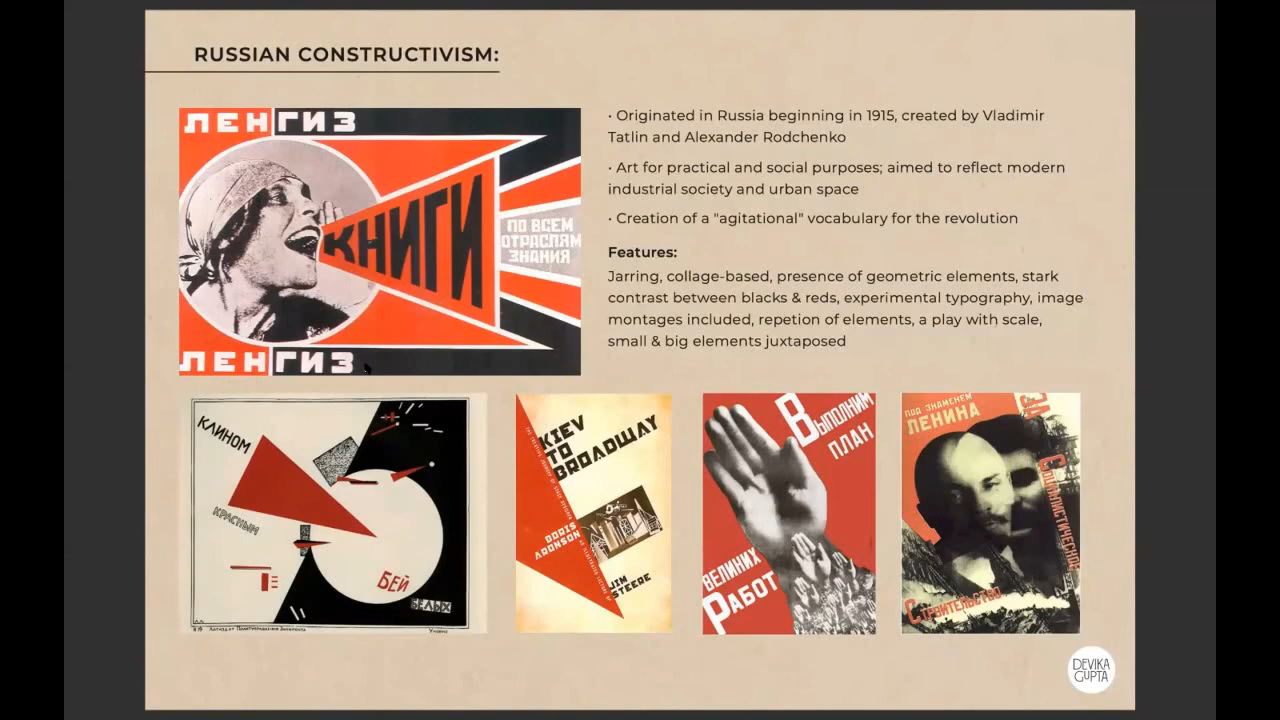 RUSSIAN CONSTRUCTIVISM:
ЛЕНГИЗ
КНИГИ
ПО ВСЕМ
ОТРАСЛЯМ
ЗНАНИЯ
ЛЕНГИЗ
· Originated in Russia beginning in 1915, created by Vladimir
Tatlin and Alexander Rodchenko
· Art for practical and social purposes; aimed to reflect modern
industrial society and urban space
· Creation of a "agitational" vocabulary for the revolution
Features:
Jarring, collage-based, presence of geometric elements, stark
contrast between blacks & reds, experimental typography, image
montages included, repetion of elements, a play with scale,
small & big elements juxtaposed
КЛИНОМ
КРАСНЫМ
БЕЙ
БЕЛЫХ
KIEV
TO
BROADWAY
BORIS
ARONSON
JIM
STEERE
ВЫПОЛНИМ
ПЛАН
ВЕЛИКИХ
РАБОТ
ПОД ЗНАМЕНЕМ
ЛЕНИНА
ЗА
СОЦИАЛИСТИЧЕСКОЕ
СТРОИТЕЛЬСТВО
DEVIKA
GUPTA